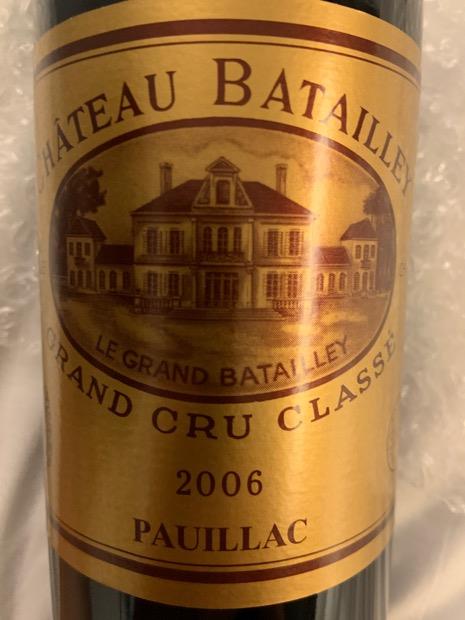 CHÂTEAU BATAILLEY
LE GRAND BATAILLEY
GRAND CRU CLASSÉ
2006
PAUILLAC